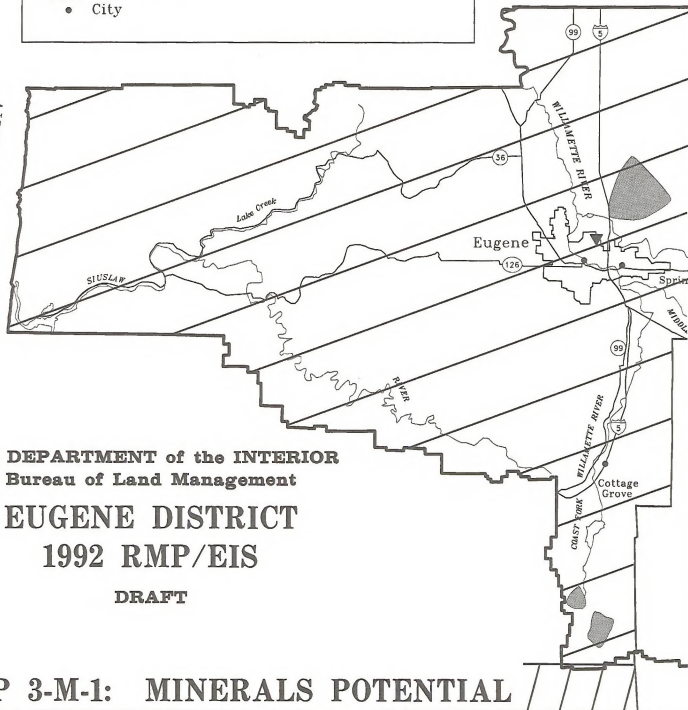 City
99
5
36
WILLAMETTE RIVER
Lake Creek
Eugene
126
SIUSLAW
99
RIVER
WILLAMETTE RIVER
5
Cottage
Grove
COAST FORK
DEPARTMENT of the INTERIOR
Bureau of Land Management
EUGENE DISTRICT
1992 RMP/EIS
DRAFT
3-M-1: MINERALS POTENTIAL